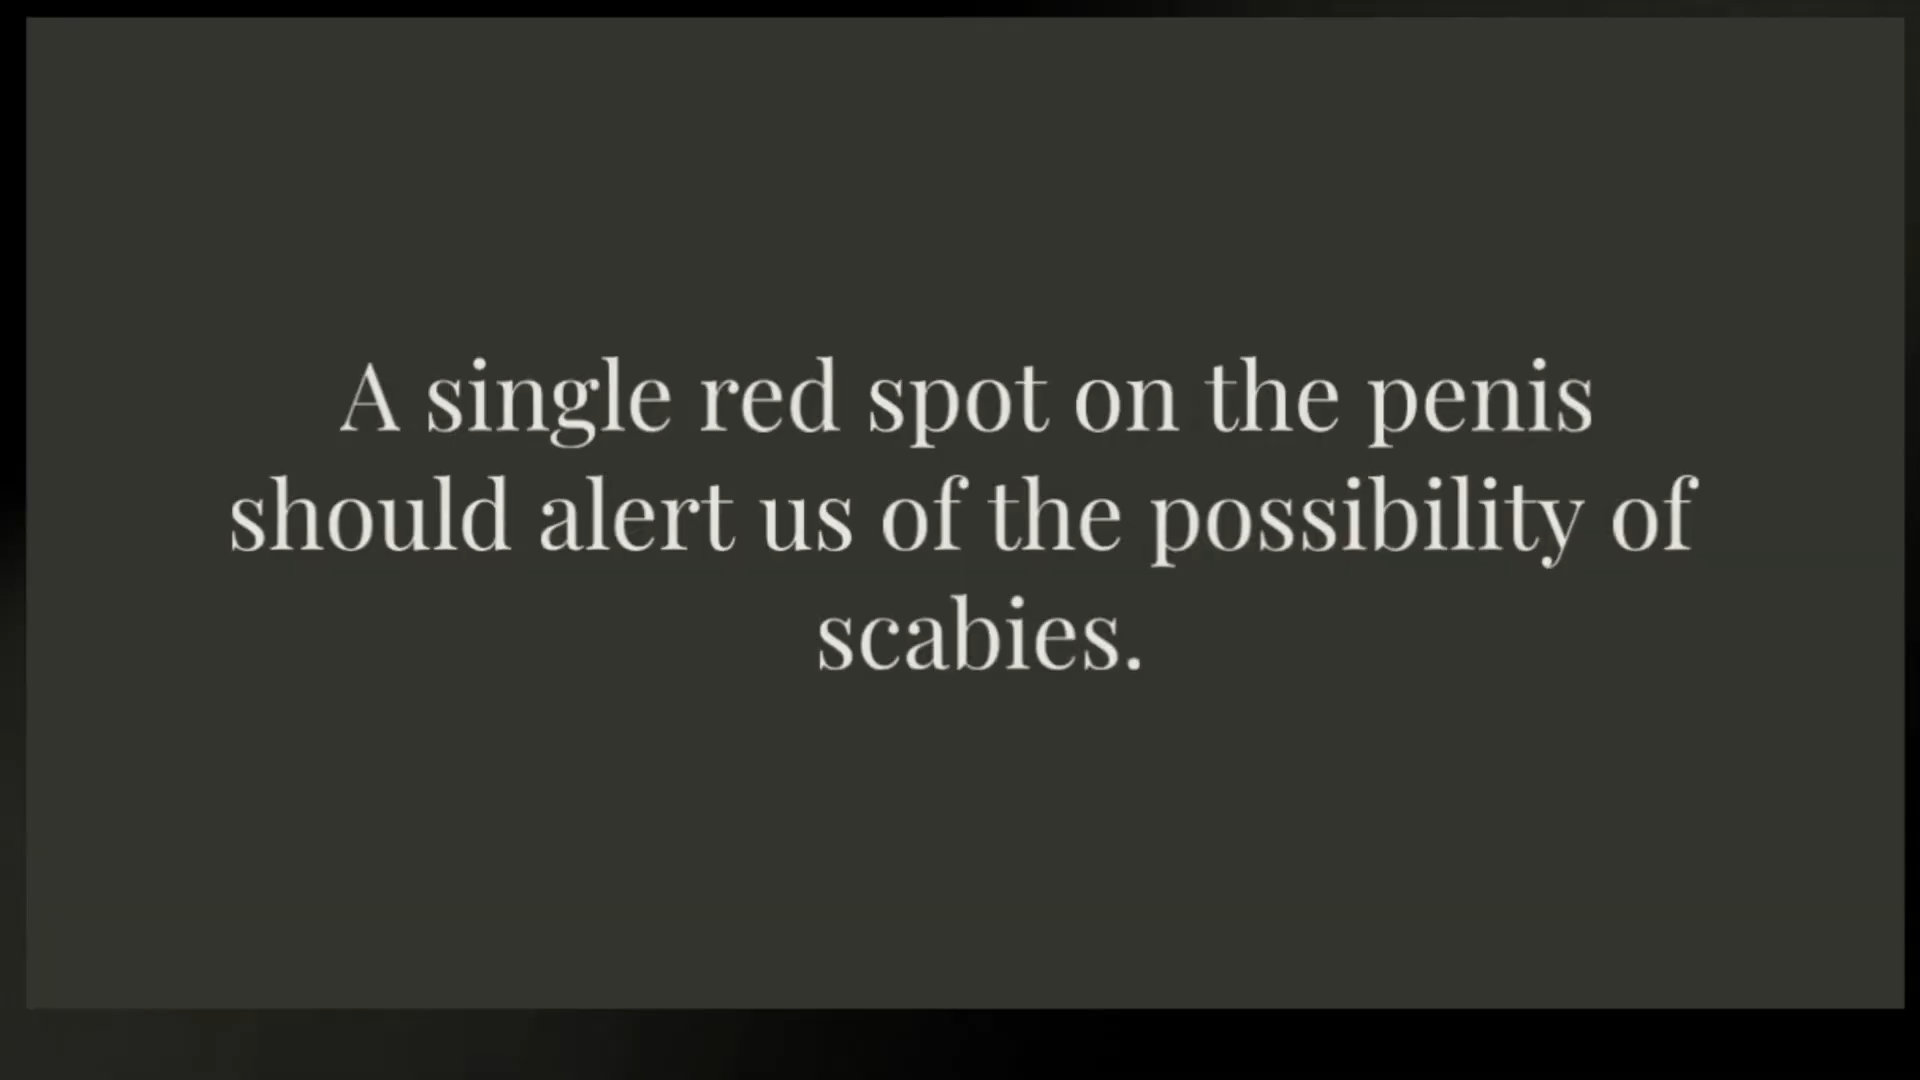 A single red spot on the penis
should alert us of the possibility of
scabies.